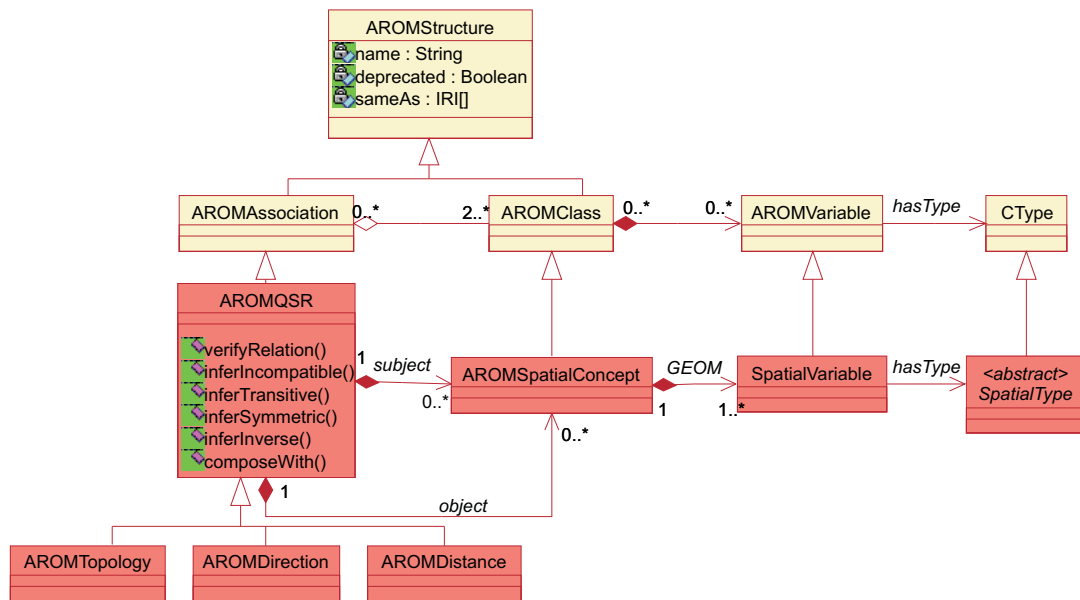 AROMStructure
name : String
deprecated : Boolean
sameAs : IRI[]
AROMAssociation
0..*
2..*
AROMClass
0..*
0..*
AROMVariable
hasType
CType
AROMQSR
verifyRelation()
inferIncompatible()
inferTransitive()
inferSymmetric()
inferInverse()
composeWith()
1
subject
0..*
AROMSpatialConcept
GEOM
1
1..*
SpatialVariable
hasType
<abstract>
SpatialType
0..*
1
object
AROMTopology
AROMDirection
AROMDistance